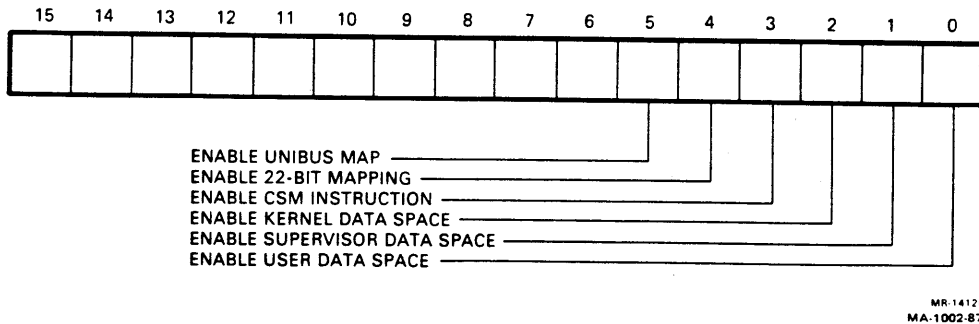 15 14 13 12 11 10 9 8 7 6 5 4 3 2 1 0
ENABLE UNIBUS MAP
ENABLE 22-BIT MAPPING
ENABLE CSM INSTRUCTION
ENABLE KERNEL DATA SPACE
ENABLE SUPERVISOR DATA SPACE
ENABLE USER DATA SPACE
MR-1412
MA-1002-87